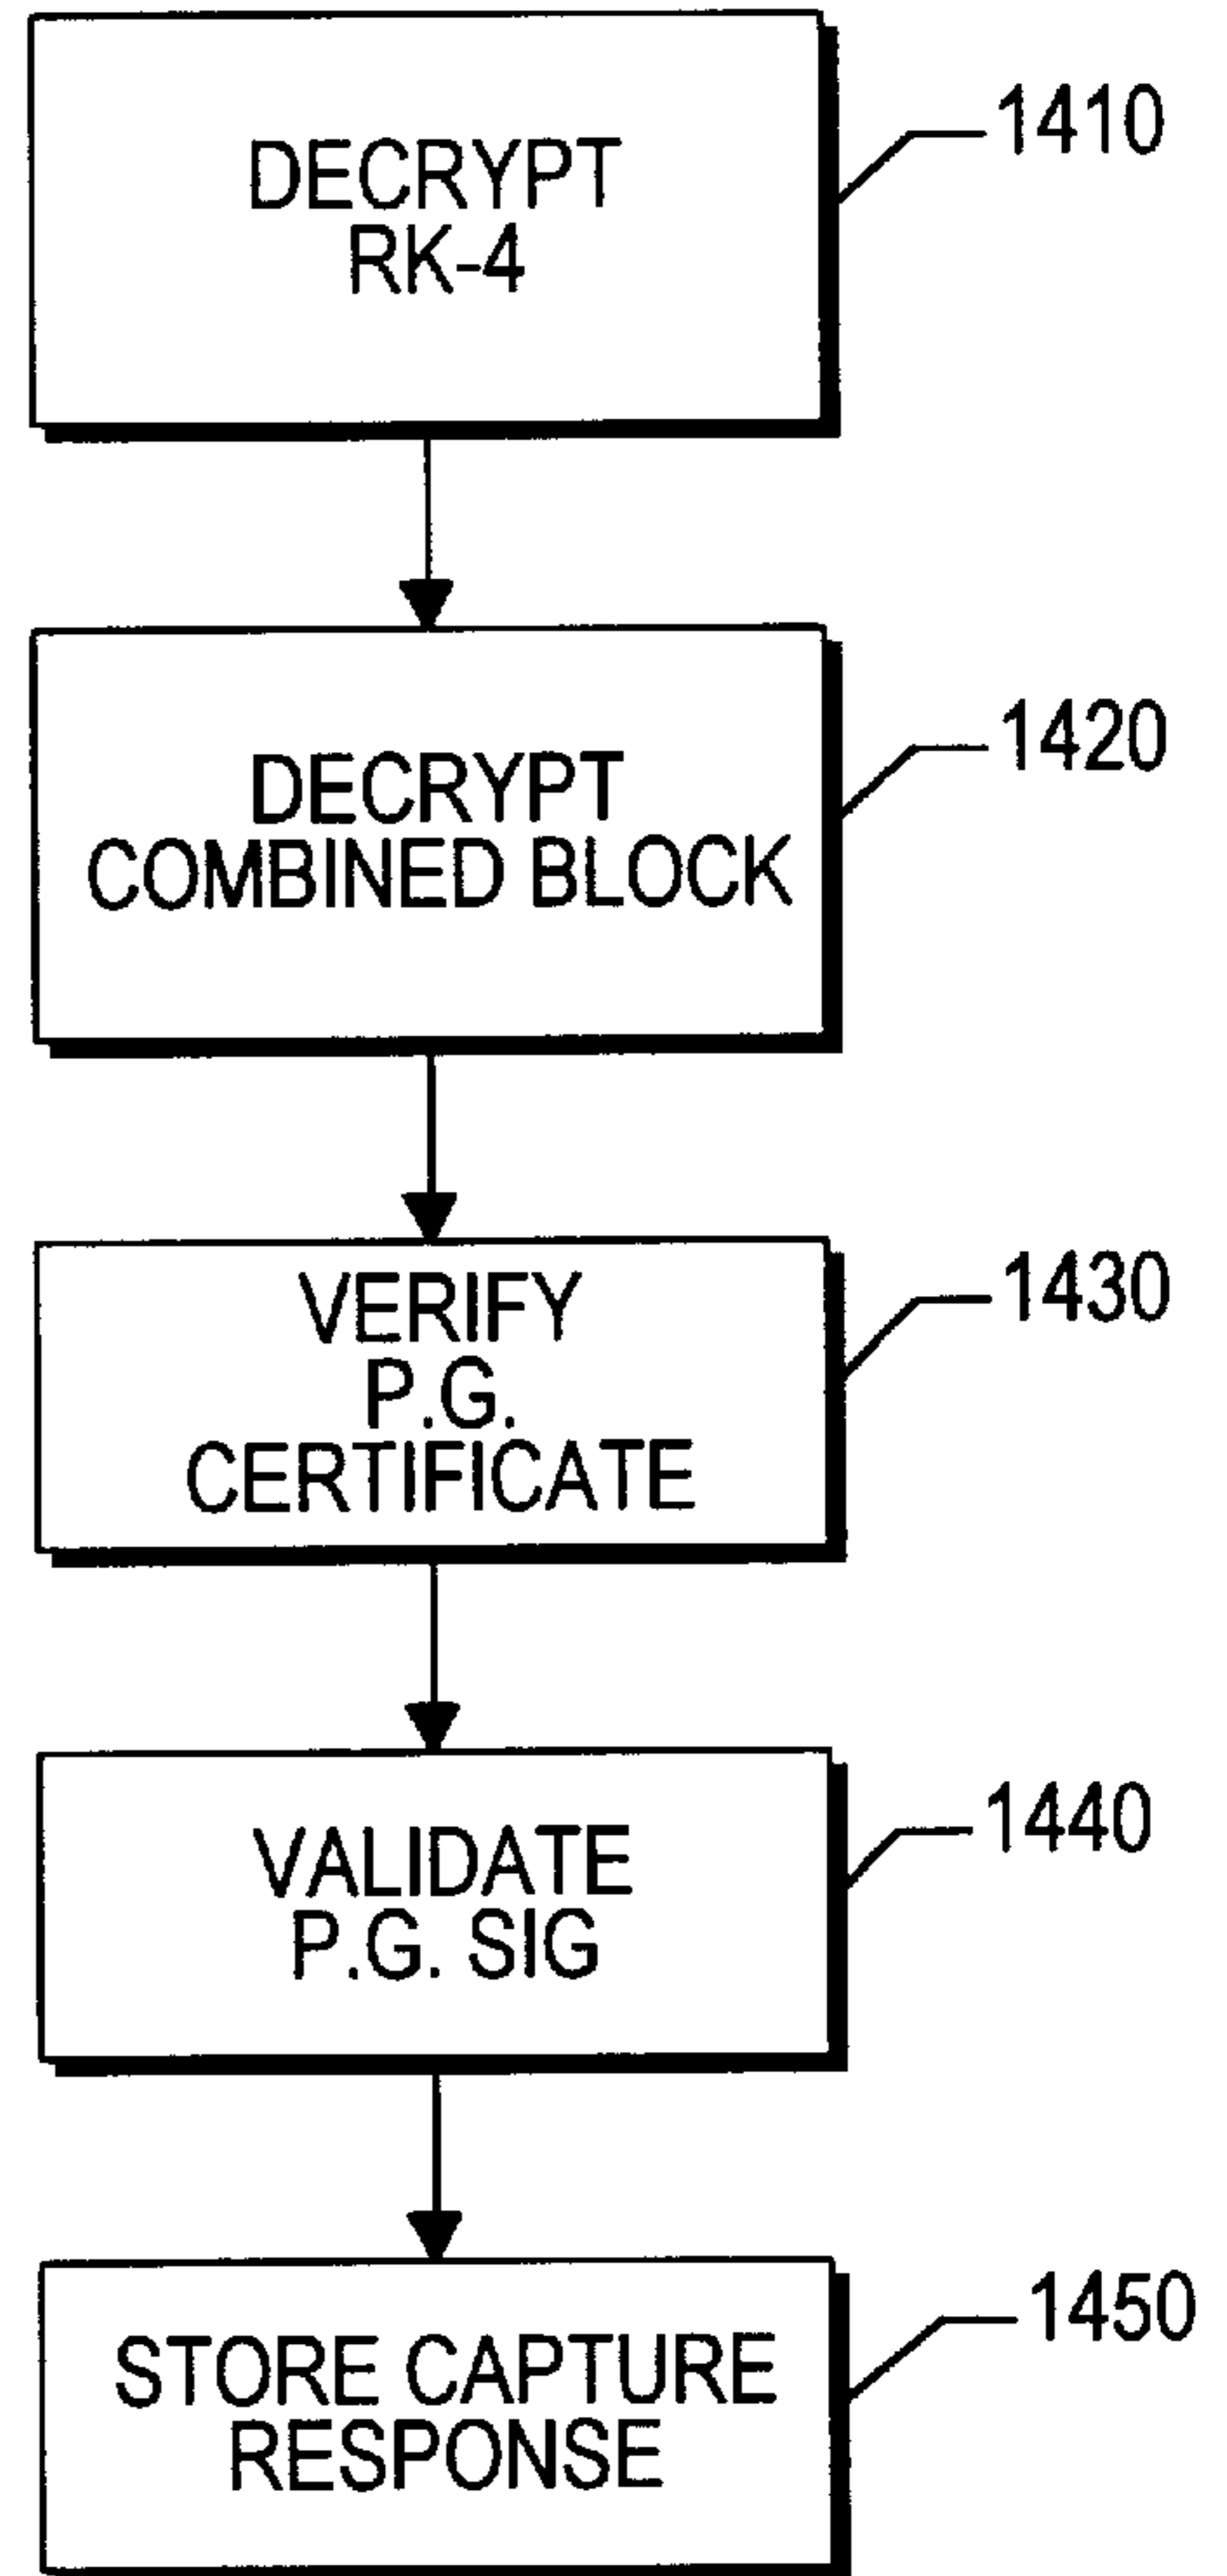 DECRYPT
RK-4
1410
DECRYPT
COMBINED BLOCK
1420
VERIFY
P.G.
CERTIFICATE
1430
VALIDATE
P.G. SIG
1440
STORE CAPTURE
RESPONSE
1450